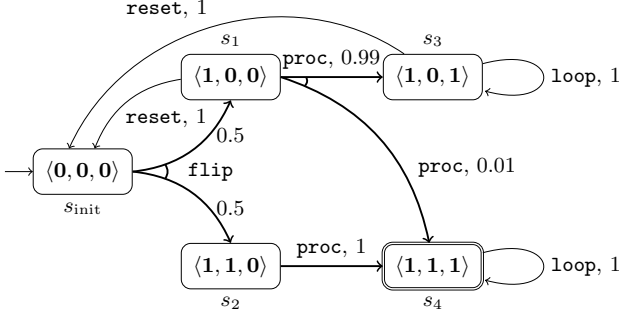 reset, 1
s₁
s₃
proc, 0.99
⟨1, 0, 0⟩
⟨1, 0, 1⟩
loop, 1
reset, 1
0.5
⟨0, 0, 0⟩
flip
proc, 0.01
s_init
0.5
proc, 1
⟨1, 1, 0⟩
⟨1, 1, 1⟩
loop, 1
s₂
s₄